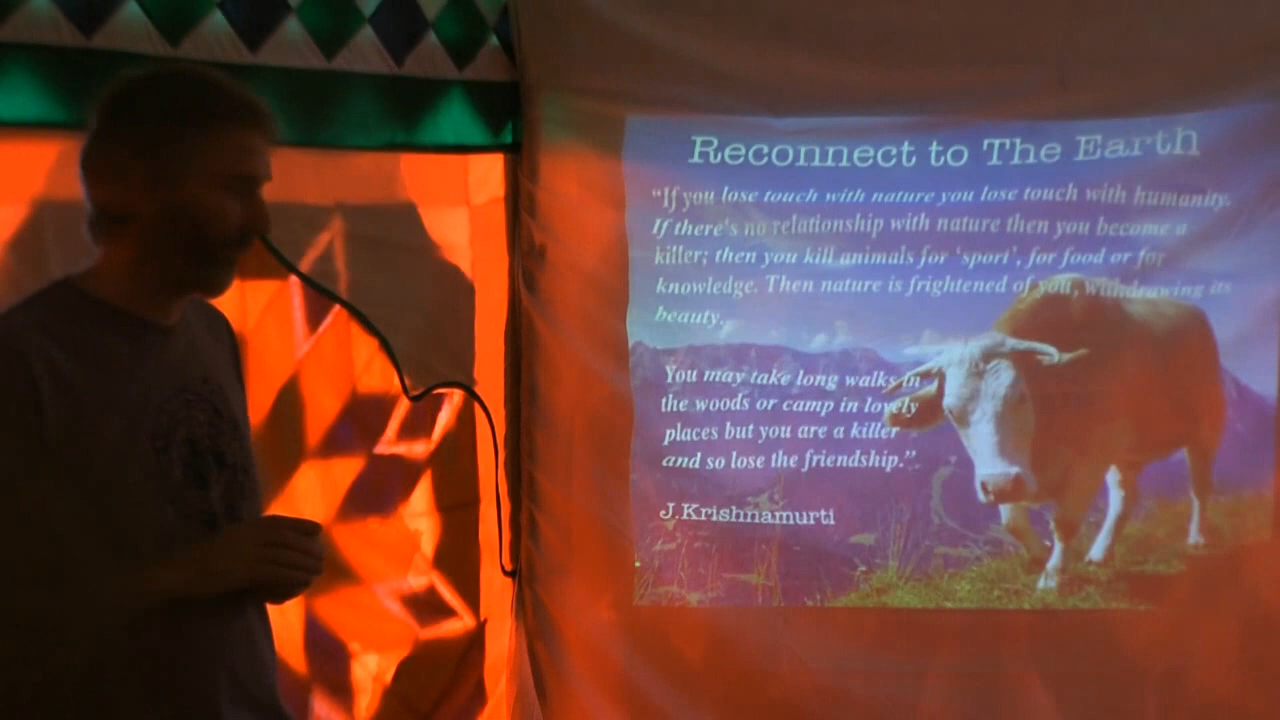 Reconnect to The Earth
“If you lose touch with nature you lose touch with humanity.
If there's no relationship with nature then you become a
killer; then you kill animals for ‘sport’, for food or for
knowledge. Then nature is frightened of you, withdrawing its
beauty.
You may take long walks in
the woods or camp in lovely
places but you are a killer
and so lose the friendship.”
J.Krishnamurti